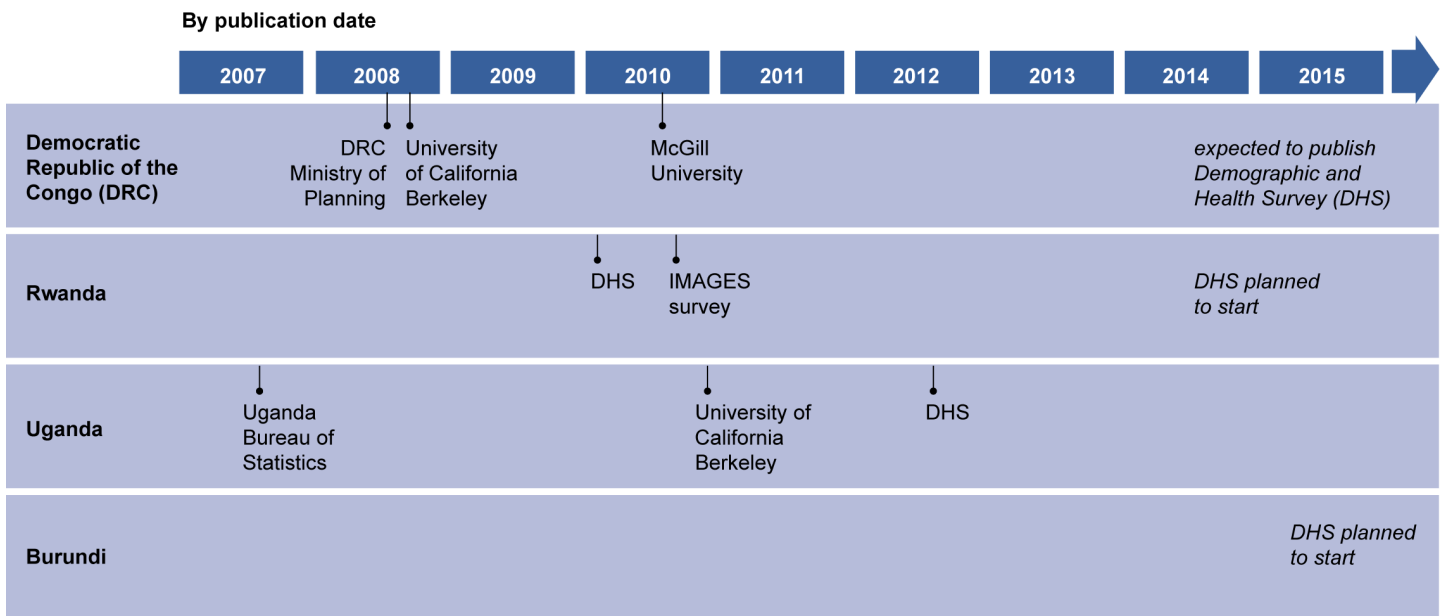 By publication date
2007 2008 2009 2010 2011 2012 2013 2014 2015
Democratic
Republic of the
Congo (DRC)
DRC
Ministry of
Planning
University
of California
Berkeley
McGill
University
expected to publish
Demographic and
Health Survey (DHS)
Rwanda
DHS
IMAGES
survey
DHS planned
to start
Uganda
Uganda
Bureau of
Statistics
University of
California
Berkeley
DHS
Burundi
DHS planned
to start